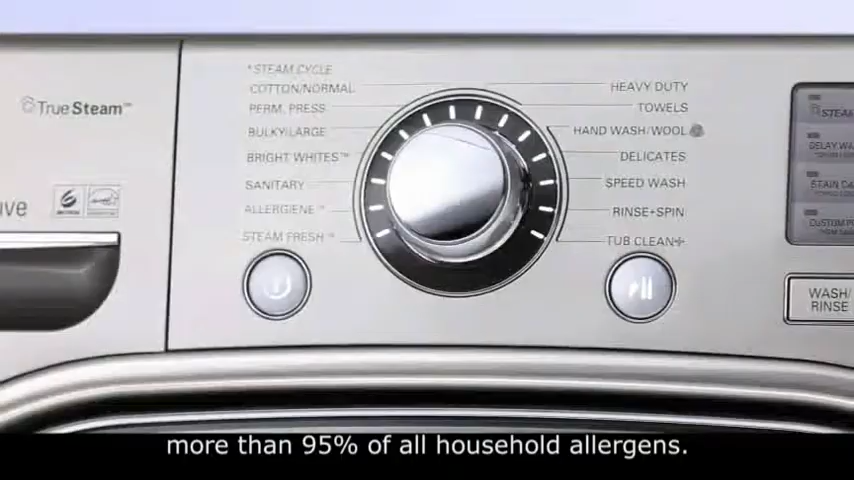 TrueSteam™
*STEAM CYCLE
COTTON/NORMAL
PERM. PRESS
BULKY/LARGE
BRIGHT WHITES™
SANITARY
ALLERGIENE™
STEAM FRESH™
HEAVY DUTY
TOWELS
HAND WASH/WOOL
DELICATES
SPEED WASH
RINSE+SPIN
TUB CLEAN
WASH/
RINSE
more than 95% of all household allergens.